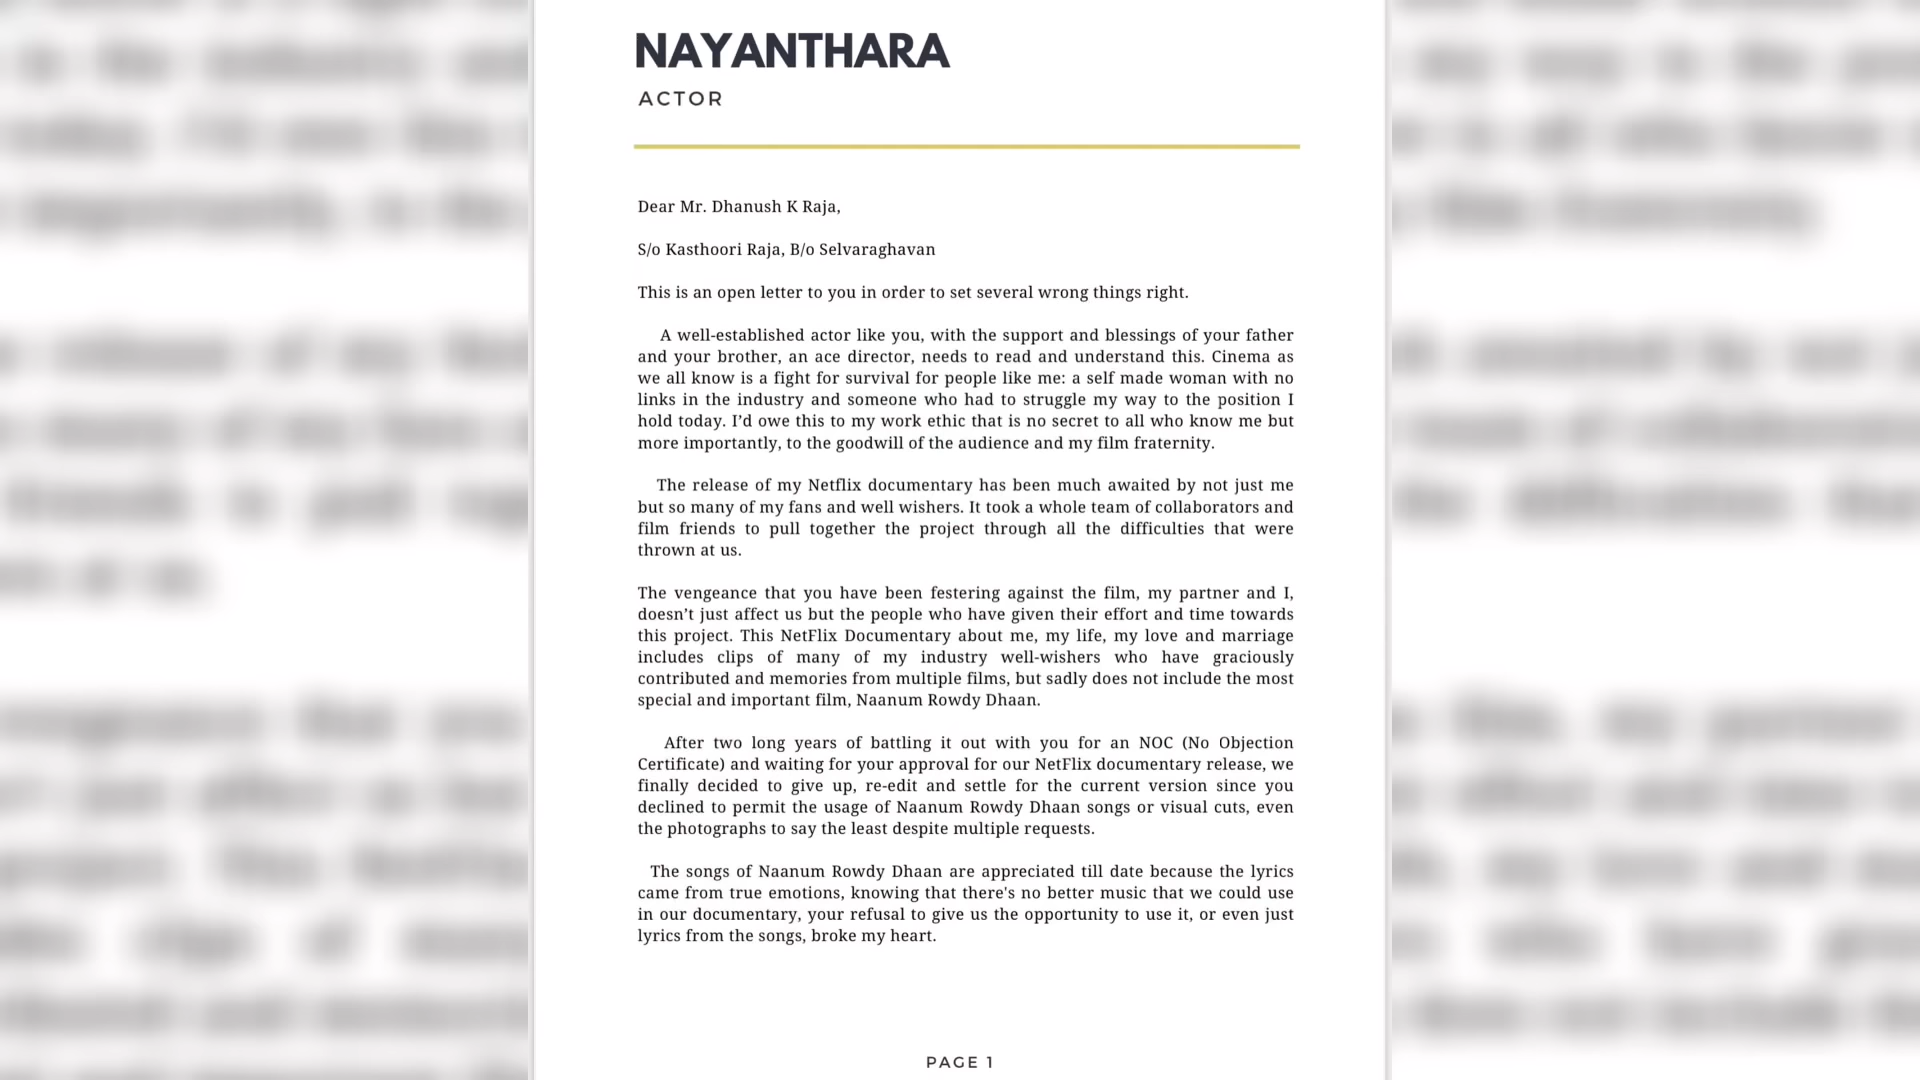 NAYANTHARA
ACTOR
Dear Mr. Dhanush K Raja,
S/o Kasthoori Raja, B/o Selvaraghavan
This is an open letter to you in order to set several wrong things right.
A well-established actor like you, with the support and blessings of your father
and your brother, an ace director, needs to read and understand this. Cinema as
we all know is a fight for survival for people like me: a self made woman with no
links in the industry and someone who had to struggle my way to the position I
hold today. I’d owe this to my work ethic that is no secret to all who know me but
more importantly, to the goodwill of the audience and my film fraternity.
The release of my Netflix documentary has been much awaited by not just me
but so many of my fans and well wishers. It took a whole team of collaborators and
film friends to pull together the project through all the difficulties that were
thrown at us.
The vengeance that you have been festering against the film, my partner and I,
doesn’t just affect us but the people who have given their effort and time towards
this project. This NetFlix Documentary about me, my life, my love and marriage
includes clips of many of my industry well-wishers who have graciously
contributed and memories from multiple films, but sadly does not include the most
special and important film, Naanum Rowdy Dhaan.
After two long years of battling it out with you for an NOC (No Objection
Certificate) and waiting for your approval for our NetFlix documentary release, we
finally decided to give up, re-edit and settle for the current version since you
declined to permit the usage of Naanum Rowdy Dhaan songs or visual cuts, even
the photographs to say the least despite multiple requests.
The songs of Naanum Rowdy Dhaan are appreciated till date because the lyrics
came from true emotions, knowing that there's no better music that we could use
in our documentary, your refusal to give us the opportunity to use it, or even just
lyrics from the songs, broke my heart.
PAGE 1